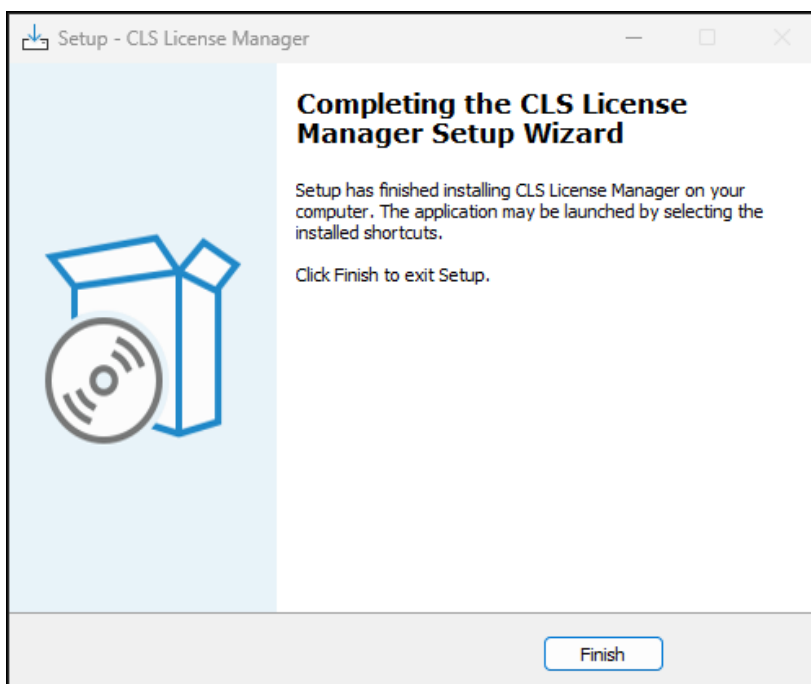 Setup - CLS License Manager
Completing the CLS License
Manager Setup Wizard
Setup has finished installing CLS License Manager on your
computer. The application may be launched by selecting the
installed shortcuts.
Click Finish to exit Setup.
Finish